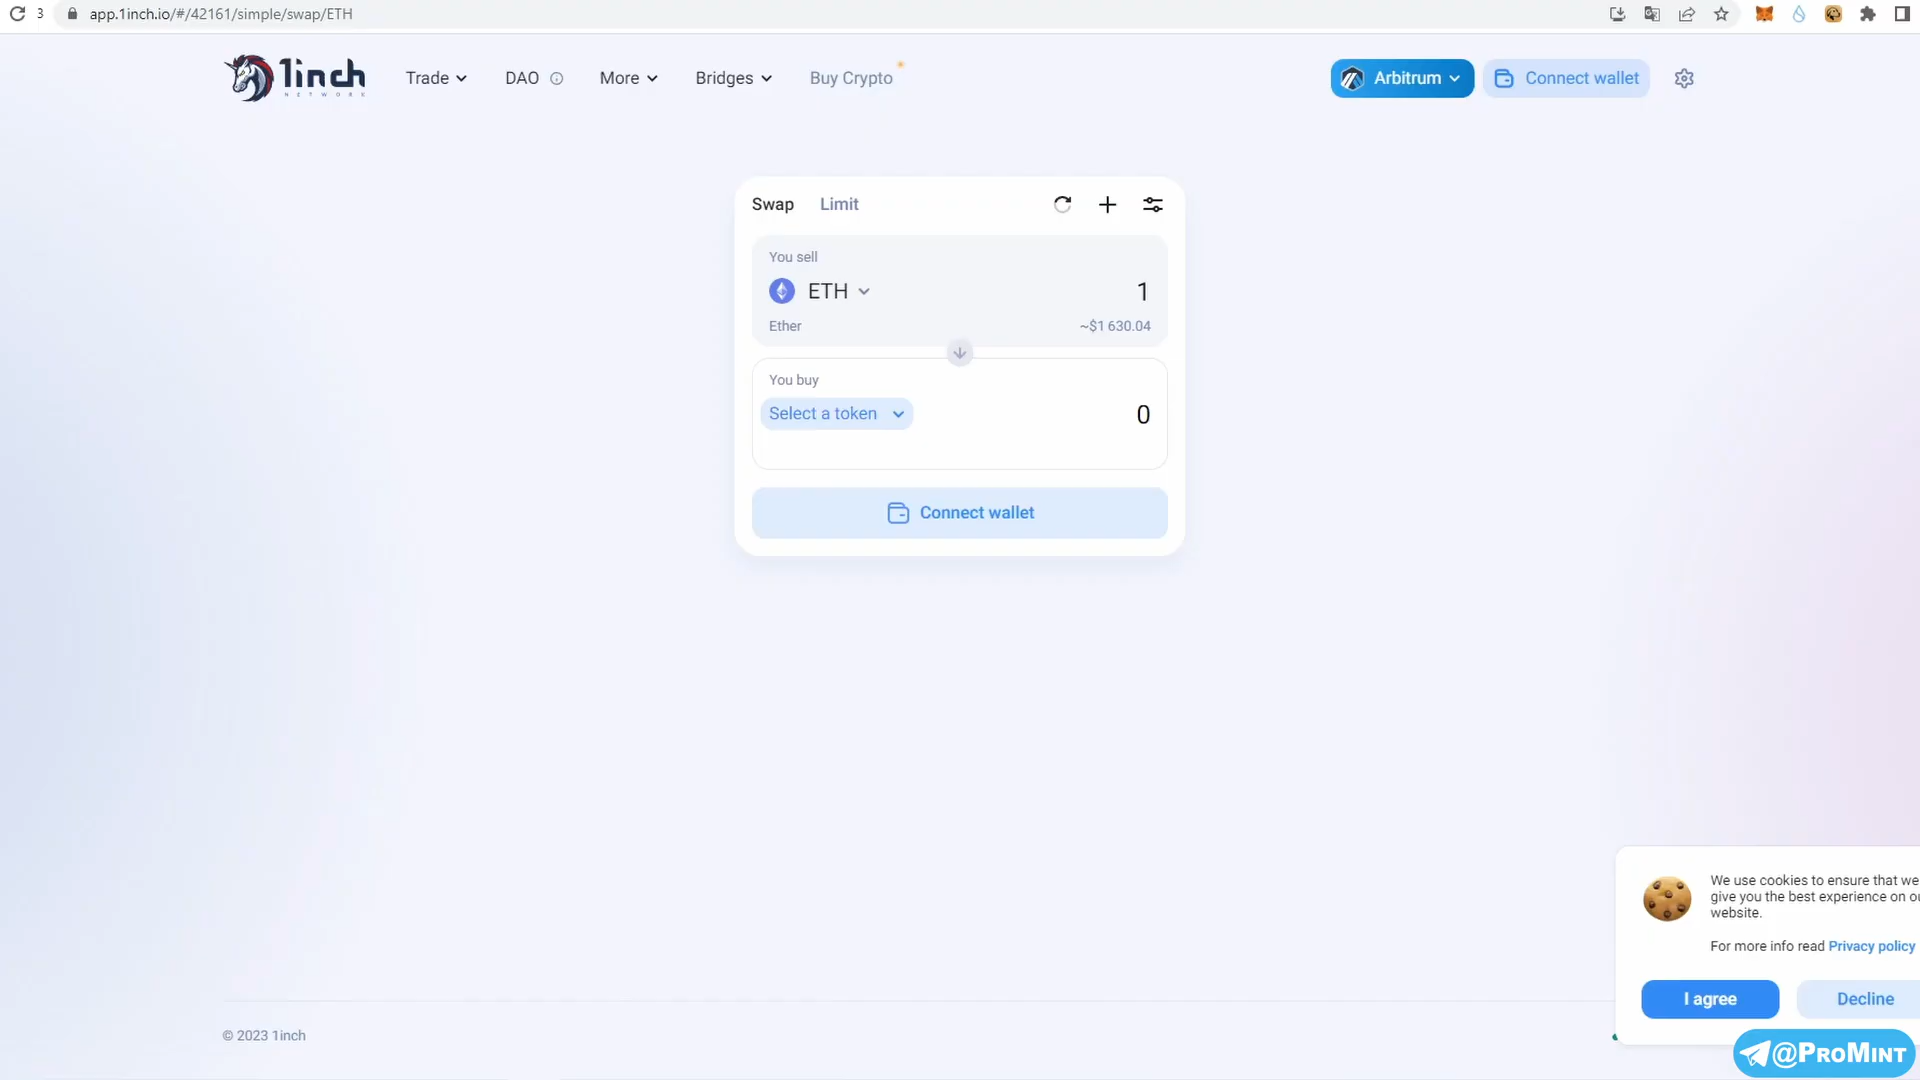 3 app.1inch.io/#/42161/simple/swap/ETH
1inch
NETWORK
Trade DAO More Bridges Buy Crypto Arbitrum Connect wallet
Swap Limit
You sell
ETH 1
Ether ~$1 630.04
You buy
Select a token 0
Connect wallet
We use cookies to ensure that we
give you the best experience on ou
website.
For more info read Privacy policy
I agree Decline
© 2023 1inch
@PROMINT